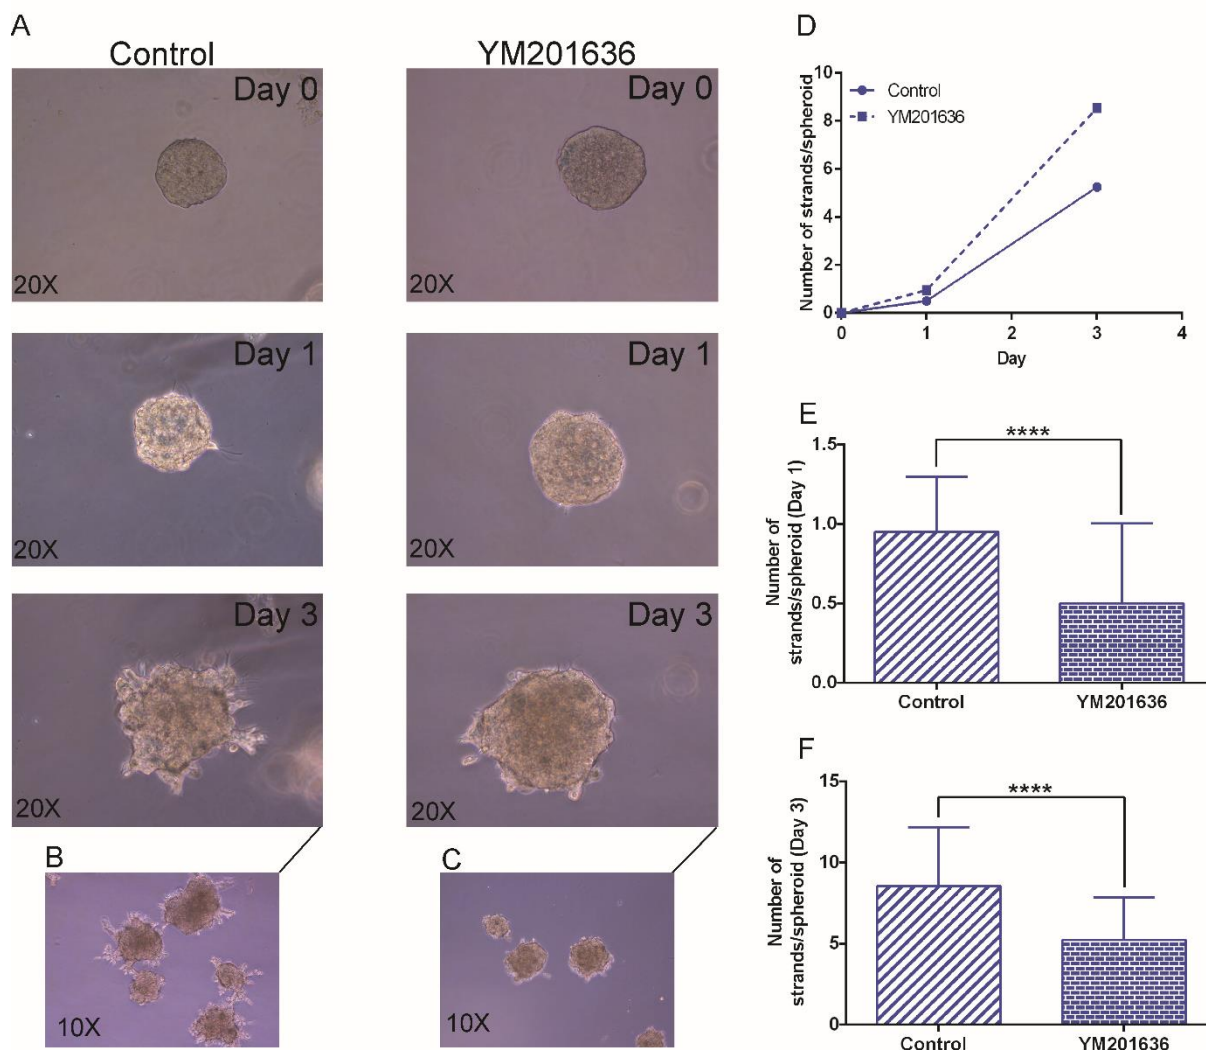 A
Control
YM201636
Day 0
20X
Day 0
20X
Day 1
20X
Day 1
20X
Day 3
20X
Day 3
20X
B
10X
C
10X
D
Number of strands/spheroid
10
8
6
4
2
0
0
1
2
3
4
Day
Control
YM201636
E
Number of
strands/spheroid (Day 1)
1.5
1.0
0.5
0.0
****
Control
YM201636
F
Number of
strands/spheroid (Day 3)
15
10
5
0
****
Control
YM201636